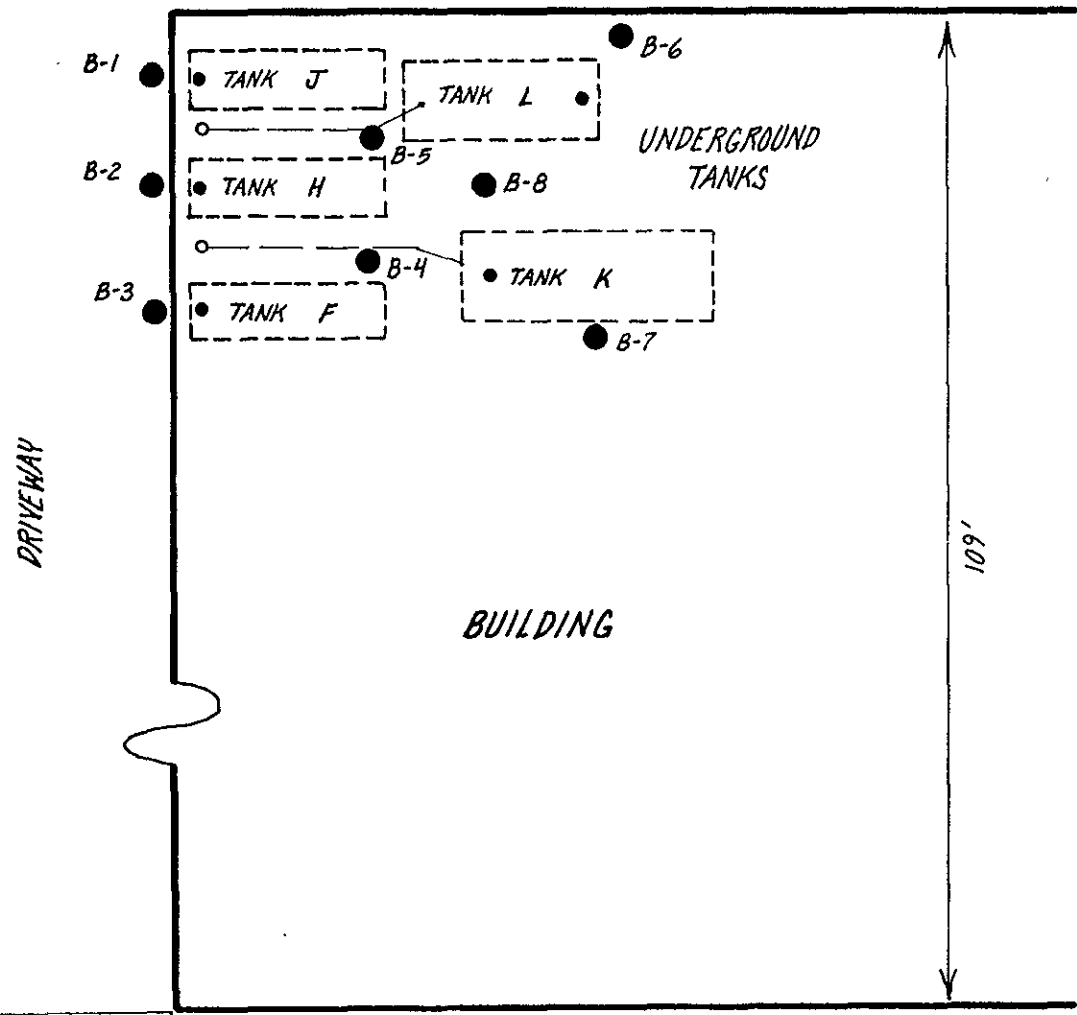 B-6
B-1
TANK J
TANK L
UNDERGROUND
TANKS
B-5
B-2
TANK H
B-8
B-4
TANK K
B-3
TANK F
B-7
DRIVEWAY
109'
BUILDING